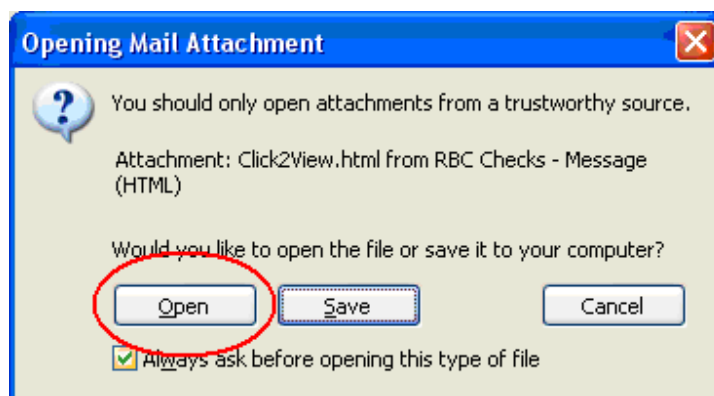 Opening Mail Attachment
You should only open attachments from a trustworthy source.
Attachment: Click2View.html from RBC Checks - Message
(HTML)
Would you like to open the file or save it to your computer?
Open Save Cancel
Always ask before opening this type of file